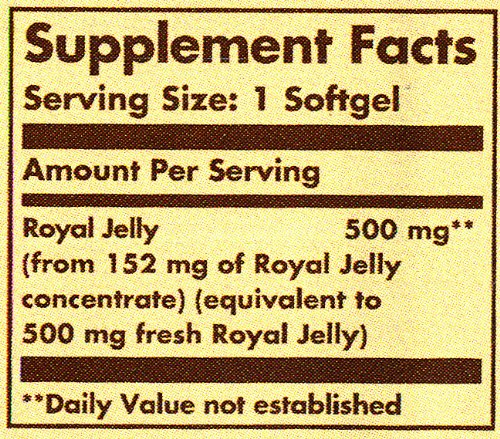 Supplement Facts
Serving Size: 1 Softgel
Amount Per Serving
Royal Jelly 500 mg**
(from 152 mg of Royal Jelly
concentrate) (equivalent to
500 mg fresh Royal Jelly)
**Daily Value not established